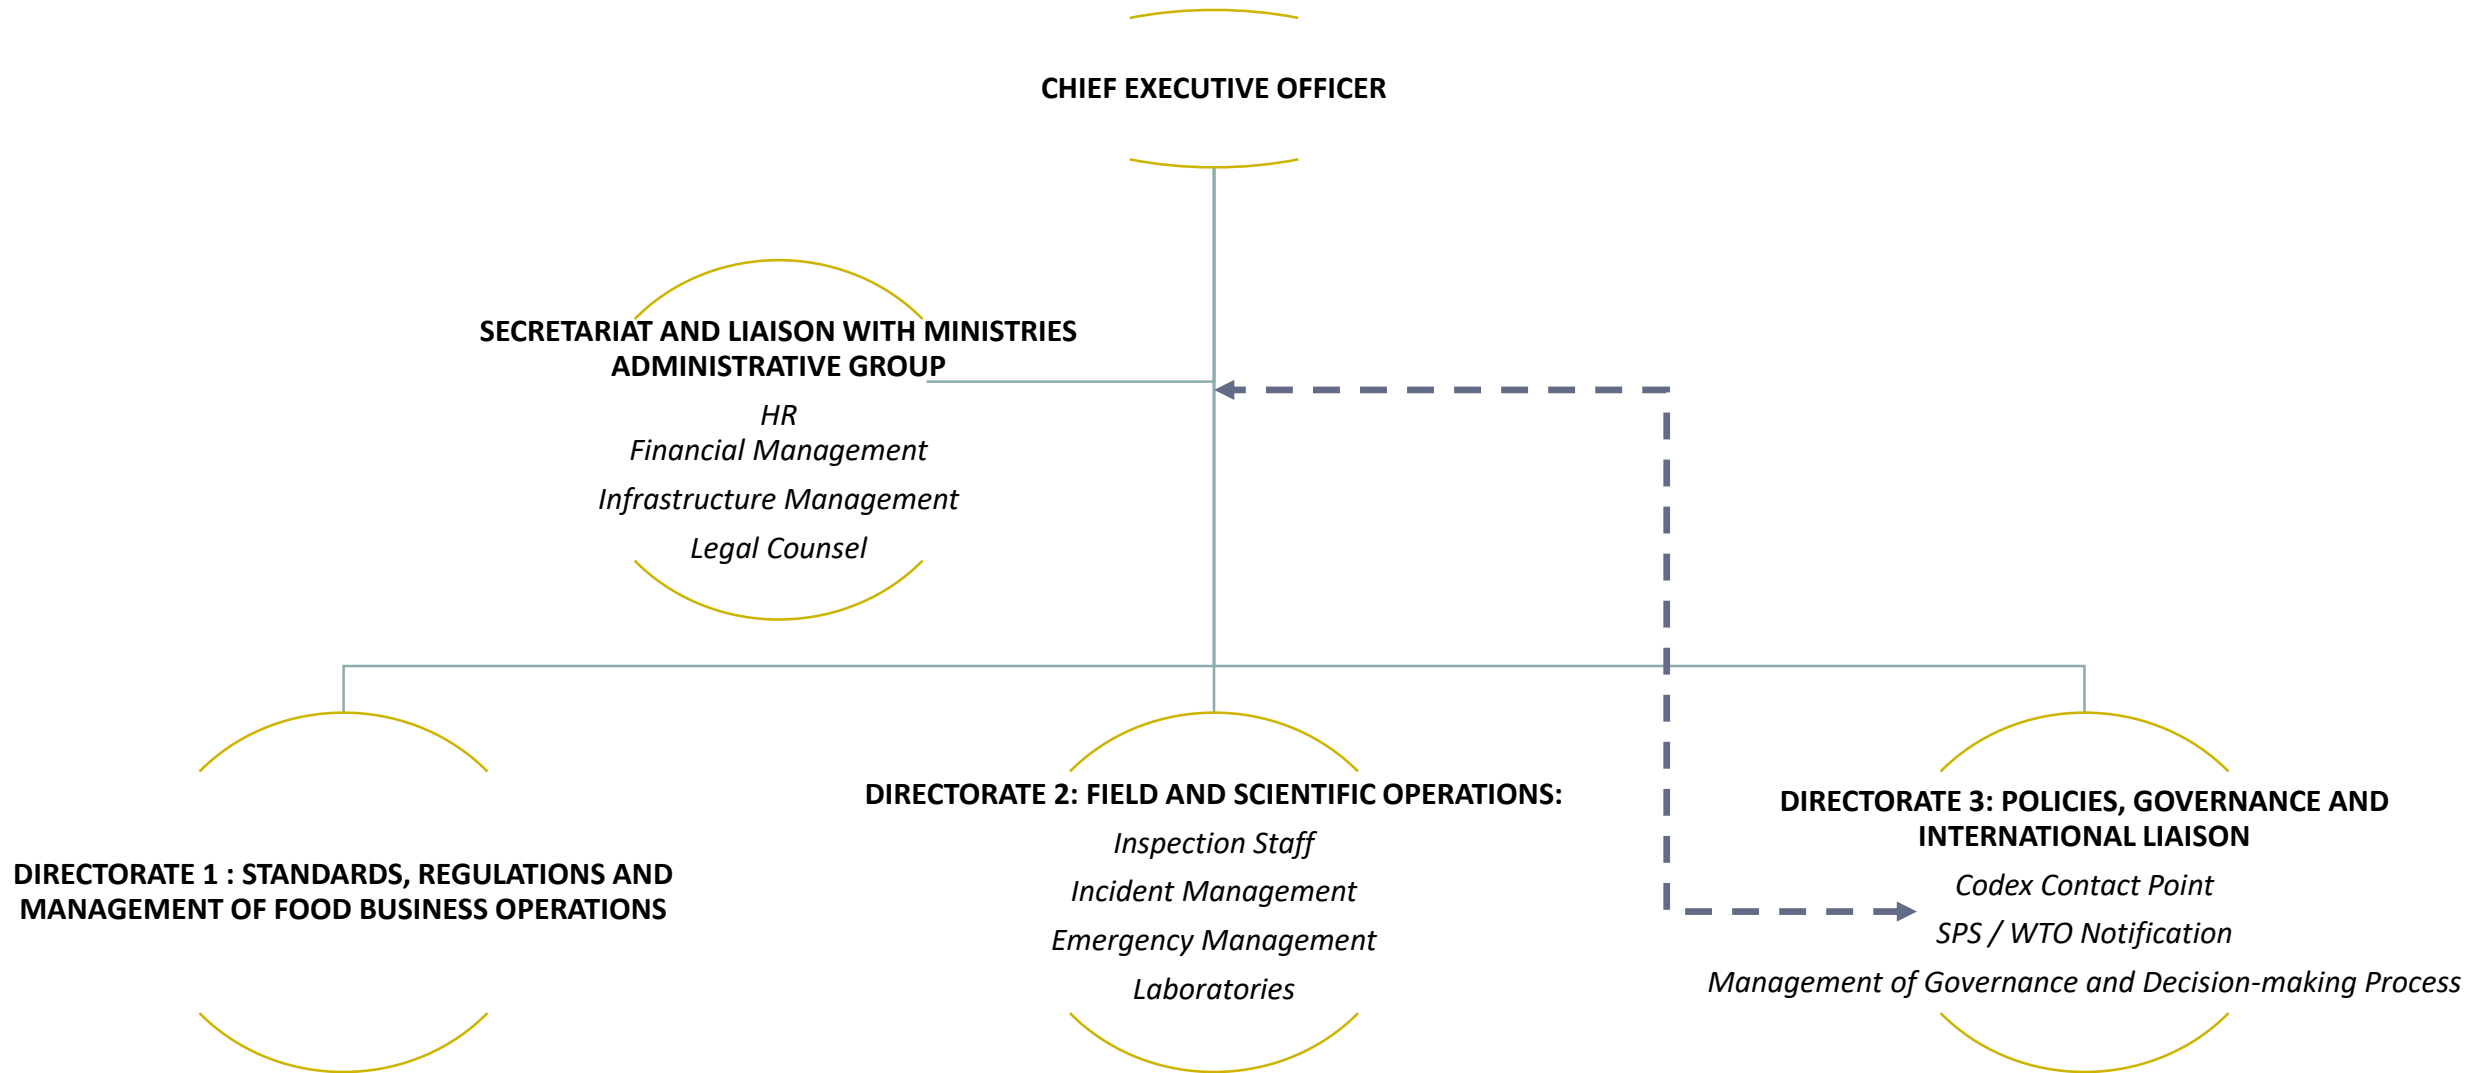 CHIEF EXECUTIVE OFFICER
SECRETARIAT AND LIAISON WITH MINISTRIES
ADMINISTRATIVE GROUP
HR
Financial Management
Infrastructure Management
Legal Counsel
DIRECTORATE 1 : STANDARDS, REGULATIONS AND
MANAGEMENT OF FOOD BUSINESS OPERATIONS
DIRECTORATE 2: FIELD AND SCIENTIFIC OPERATIONS:
Inspection Staff
Incident Management
Emergency Management
Laboratories
DIRECTORATE 3: POLICIES, GOVERNANCE AND
INTERNATIONAL LIAISON
Codex Contact Point
SPS / WTO Notification
Management of Governance and Decision-making Process